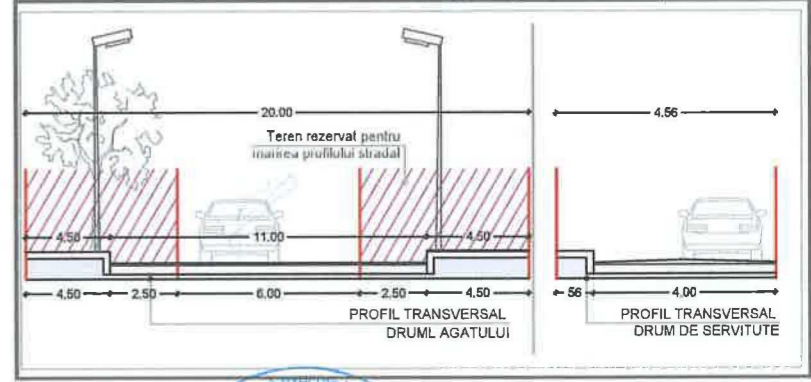 20.00
4.56
Teren rezervat pentru
marirea profilului stradal
4.50 11.00 4.50
4.50 2.50 6.00 2.50 4.50
56 4.00
PROFIL TRANSVERSAL
DRUML AGATULUI
PROFIL TRANSVERSAL
DRUM DE SERVITUTE